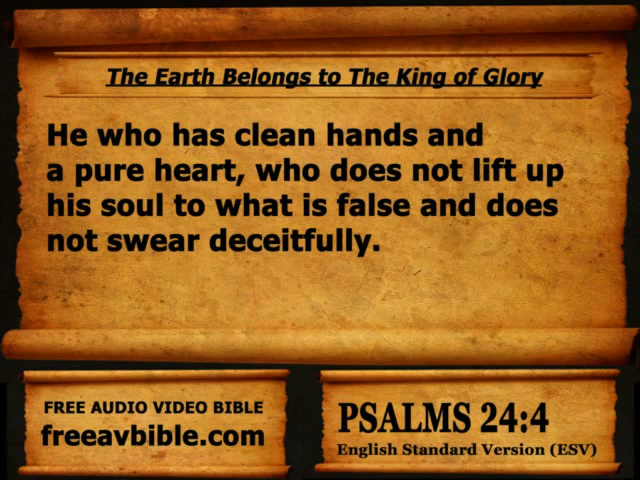 The Earth Belongs to The King of Glory
He who has clean hands and
a pure heart, who does not lift up
his soul to what is false and does
not swear deceitfully.
FREE AUDIO VIDEO BIBLE
freeavbible.com
PSALMS 24:4
English Standard Version (ESV)